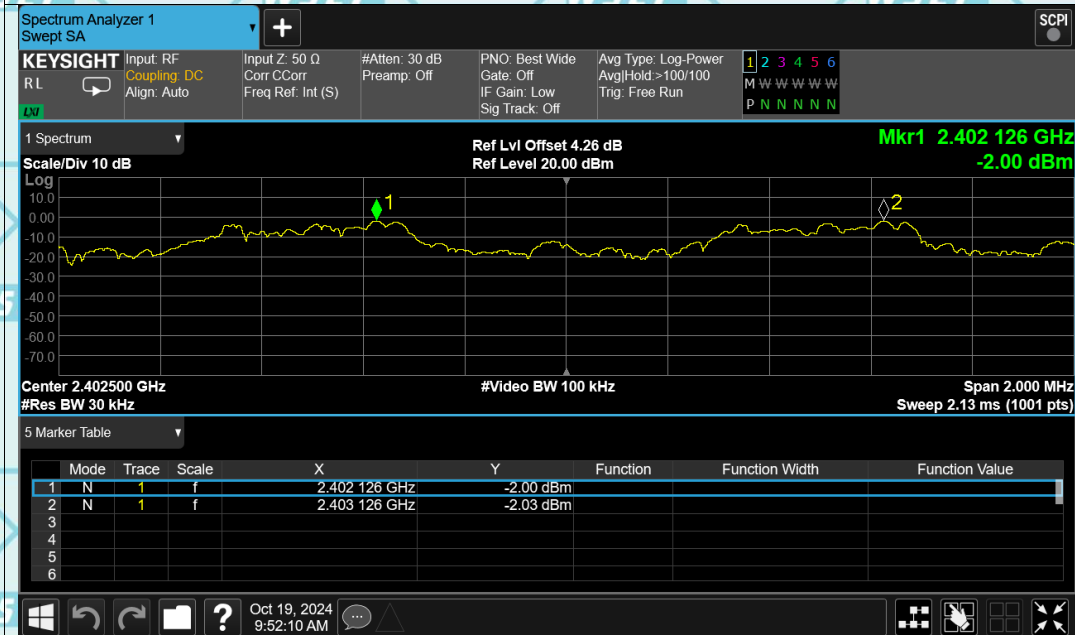 Spectrum Analyzer 1
Swept SA
+
SCPI
KEYSIGHT
R L
LXI
Input: RF
Coupling: DC
Align: Auto
Input Z: 50 Ω
Corr CCorr
Freq Ref: Int (S)
#Atten: 30 dB
Preamp: Off
PNO: Best Wide
Gate: Off
IF Gain: Low
Sig Track: Off
Avg Type: Log-Power
Avg|Hold:>100/100
Trig: Free Run
1 2 3 4 5 6
M W W W W W
P N N N N N
1 Spectrum
Scale/Div 10 dB
Ref Lvl Offset 4.26 dB
Ref Level 20.00 dBm
Mkr1 2.402 126 GHz
-2.00 dBm
Log
10.0
0.00
-10.0
-20.0
-30.0
-40.0
-50.0
-60.0
-70.0
1
2
Center 2.402500 GHz
#Video BW 100 kHz
Span 2.000 MHz
#Res BW 30 kHz
Sweep 2.13 ms (1001 pts)
5 Marker Table
Mode Trace Scale X Y Function Function Width Function Value
1 N 1 f 2.402 126 GHz -2.00 dBm
2 N 1 f 2.403 126 GHz -2.03 dBm
3
4
5
6
?
Oct 19, 2024
9:52:10 AM